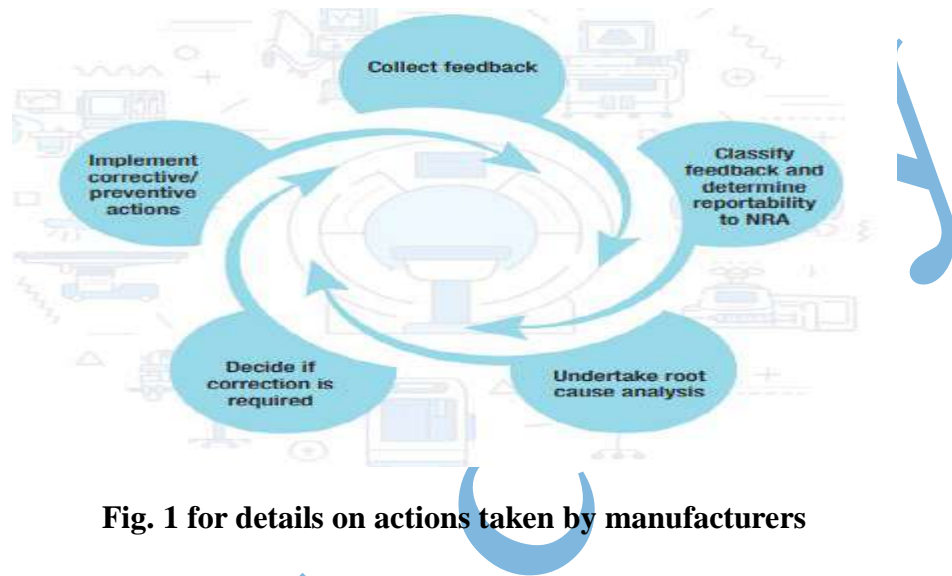 Collect feedback
Classify
feedback and
determine
reportability
to NRA
Undertake root
cause analysis
Decide if
correction is
required
Implement
corrective/
preventive
actions
Fig. 1 for details on actions taken by manufacturers